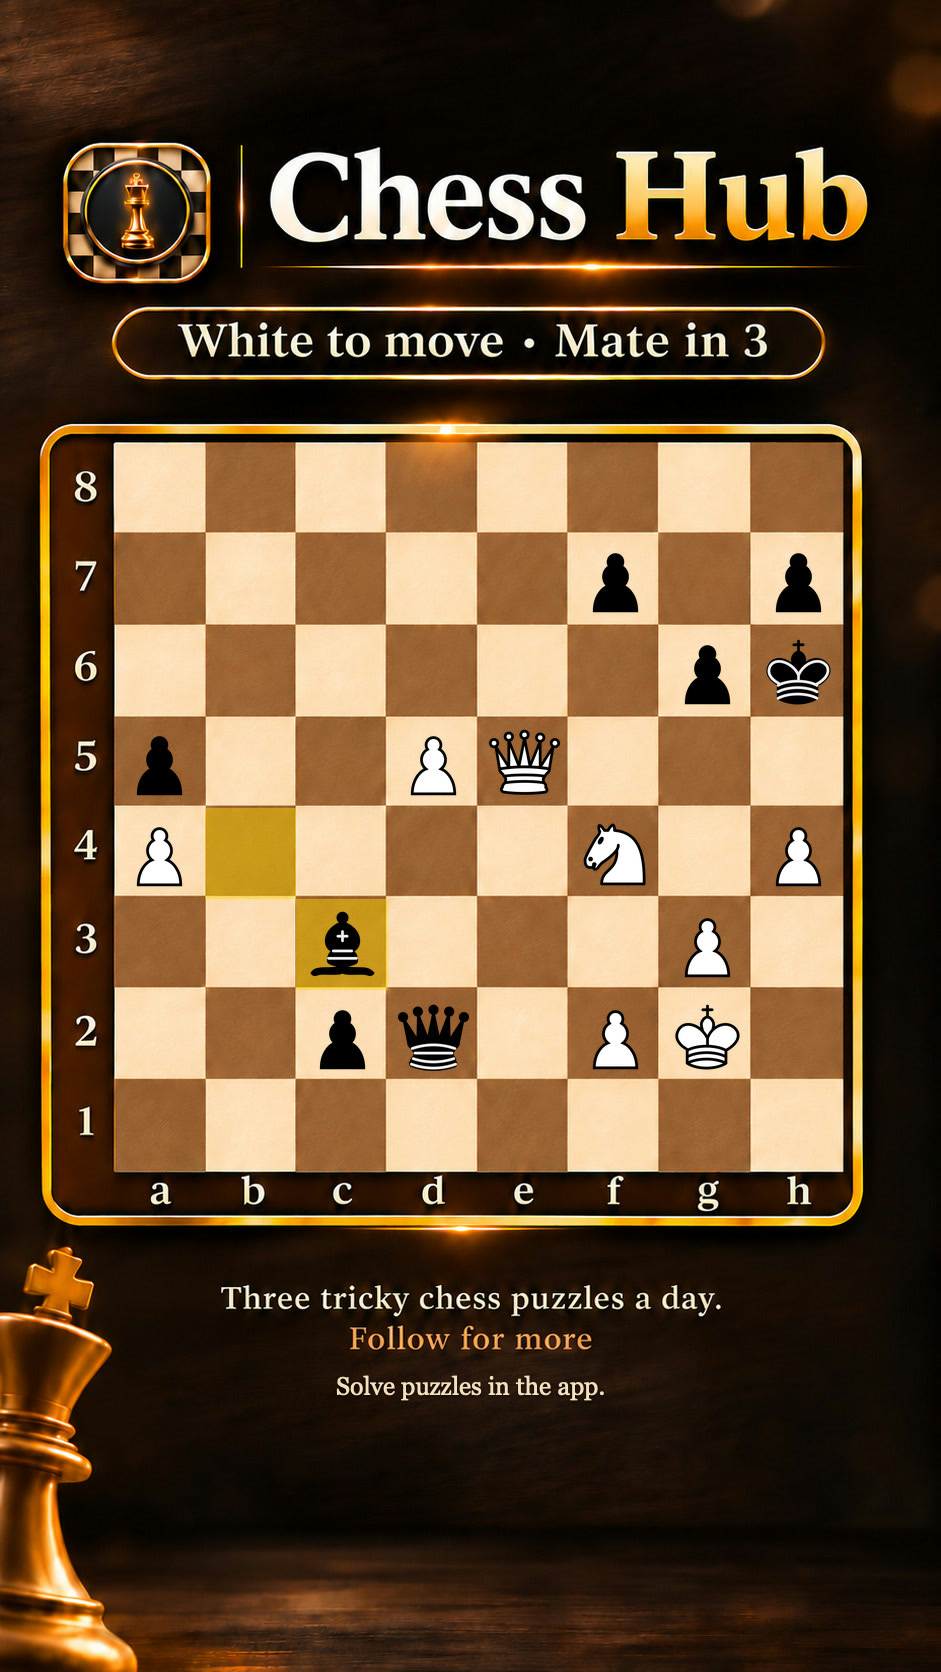 Chess Hub
White to move • Mate in 3
8
7
6
5
4
3
2
1
a b c d e f g h
Three tricky chess puzzles a day.
Follow for more
Solve puzzles in the app.